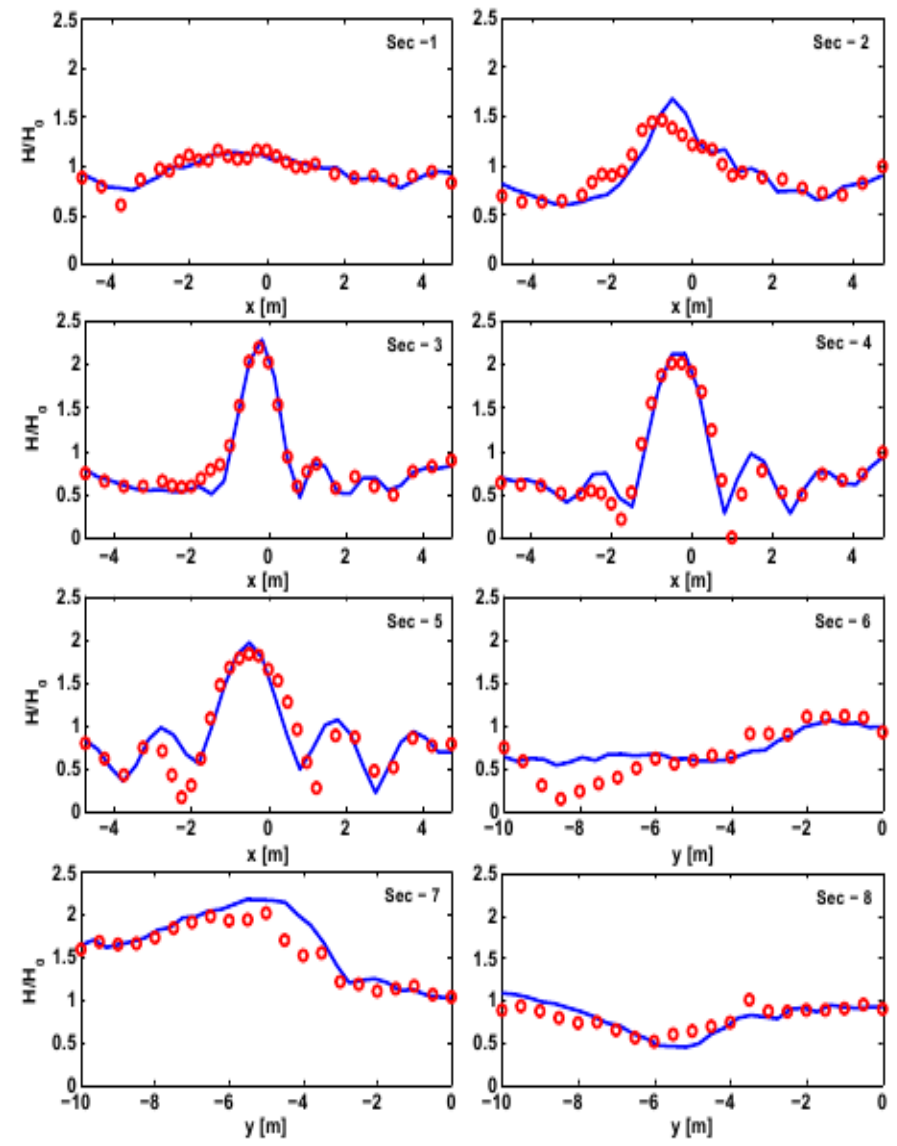 2.5 2 1.5 1 0.5 0
H/H0
Sec −1
−4 −2 0 2 4
x [m]
2.5 2 1.5 1 0.5 0
Sec − 2
−4 −2 0 2 4
x [m]
2.5 2 1.5 1 0.5 0
H/H0
Sec − 3
−4 −2 0 2 4
x [m]
2.5 2 1.5 1 0.5 0
Sec − 4
−4 −2 0 2 4
x [m]
2.5 2 1.5 1 0.5 0
H/H0
Sec − 5
−4 −2 0 2 4
x [m]
2.5 2 1.5 1 0.5 0
Sec − 6
−10 −8 −6 −4 −2 0
y [m]
2.5 2 1.5 1 0.5 0
H/H0
Sec − 7
−10 −8 −6 −4 −2 0
y [m]
2.5 2 1.5 1 0.5 0
Sec − 8
−10 −8 −6 −4 −2 0
y [m]